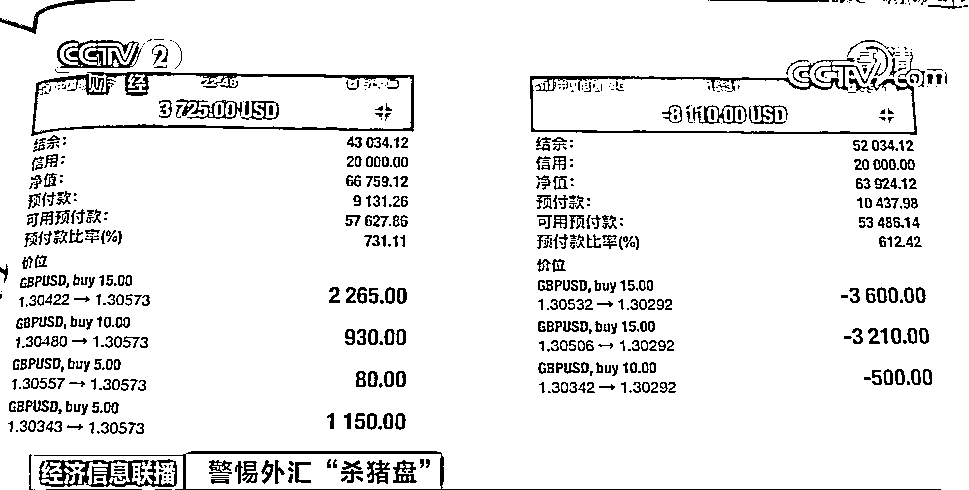 CCTV 2
财经
CCTV.com
3 725.00 USD
结余: 43 034.12
信用: 20 000.00
净值: 66 759.12
预付款: 9 131.26
可用预付款: 57 627.86
预付款比率(%) 731.11
价位
GBPUSD, buy 15.00
1.30422 → 1.30573 2 265.00
GBPUSD, buy 10.00
1.30480 → 1.30573 930.00
GBPUSD, buy 5.00
1.30557 → 1.30573 80.00
GBPUSD, buy 5.00
1.30343 → 1.30573 1 150.00
-8 110.00 USD
结余: 52 034.12
信用: 20 000.00
净值: 63 924.12
预付款: 10 437.98
可用预付款: 53 486.14
预付款比率(%) 612.42
价位
GBPUSD, buy 15.00
1.30532 → 1.30292 -3 600.00
GBPUSD, buy 15.00
1.30506 → 1.30292 -3 210.00
GBPUSD, buy 10.00
1.30342 → 1.30292 -500.00
经济信息联播 警惕外汇“杀猪盘”